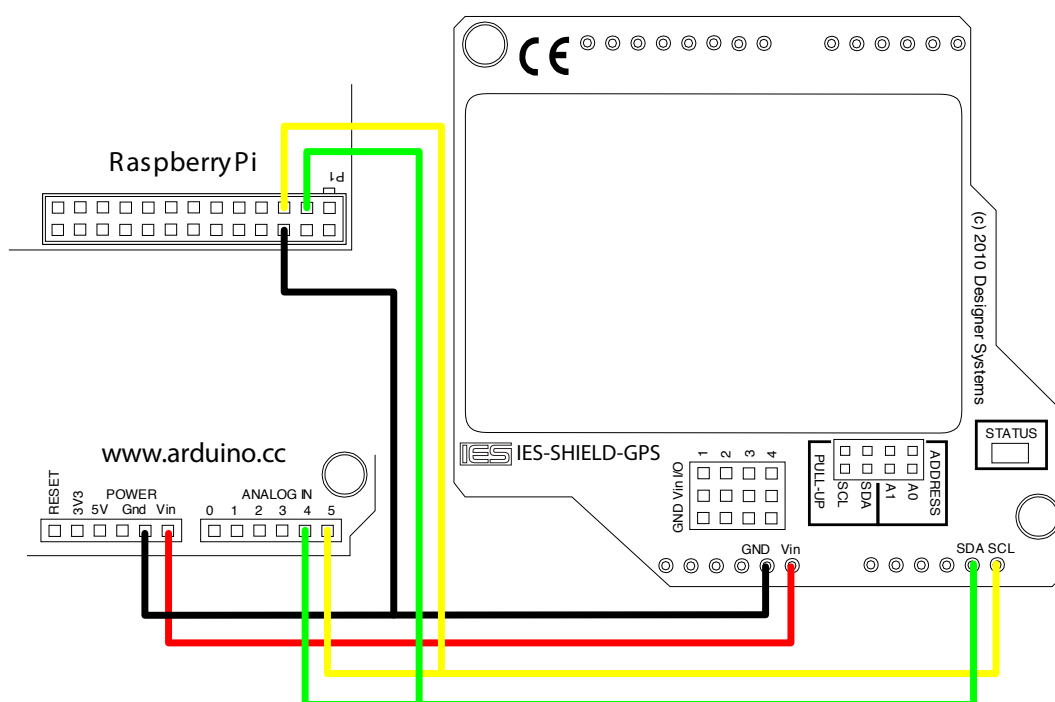 CE
RaspberryPi
P1
(c) 2010 Designer Systems
www.arduino.cc
RESET
3V3
5V
POWER
Gnd
Vin
ANALOG IN
0 1 2 3 4 5
IES IES-SHIELD-GPS
1 2 3 4
GND Vin I/O
PULL-UP
SCL
SDA
A1
A0
ADDRESS
STATUS
GND Vin
SDA SCL